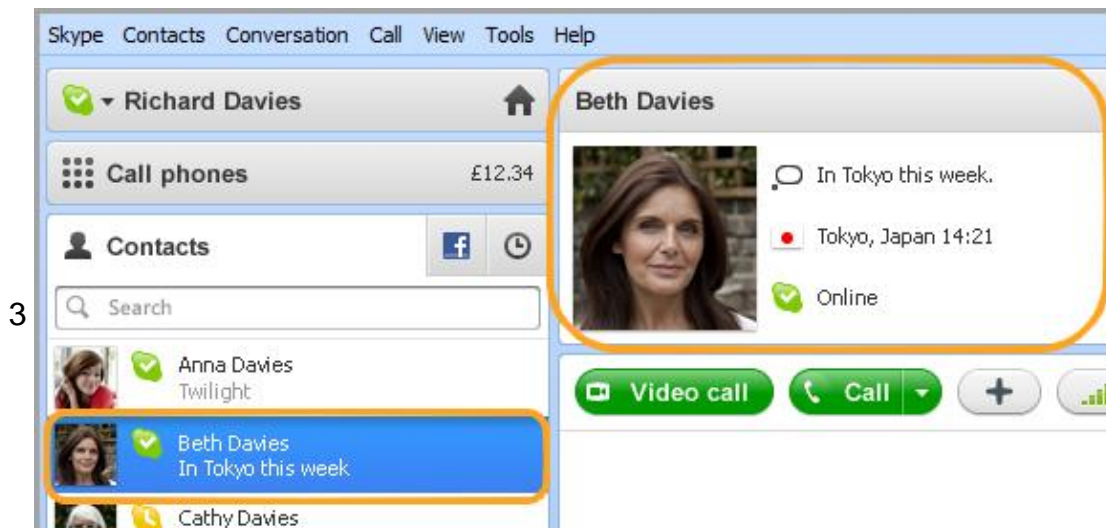 Skype Contacts Conversation Call View Tools Help
Richard Davies
Call phones £12.34
Contacts
3
Search
Anna Davies
Twilight
Beth Davies
In Tokyo this week
Cathy Davies
Beth Davies
In Tokyo this week.
Tokyo, Japan 14:21
Online
Video call Call